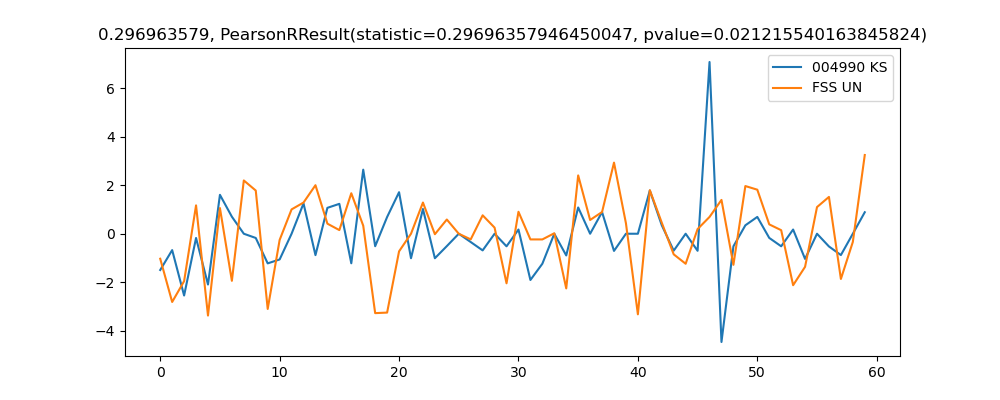 0.296963579, PearsonRResult(statistic=0.29696357946450047, pvalue=0.021215540163845824)
004990 KS
FSS UN
6
4
2
0
−2
−4
0 10 20 30 40 50 60